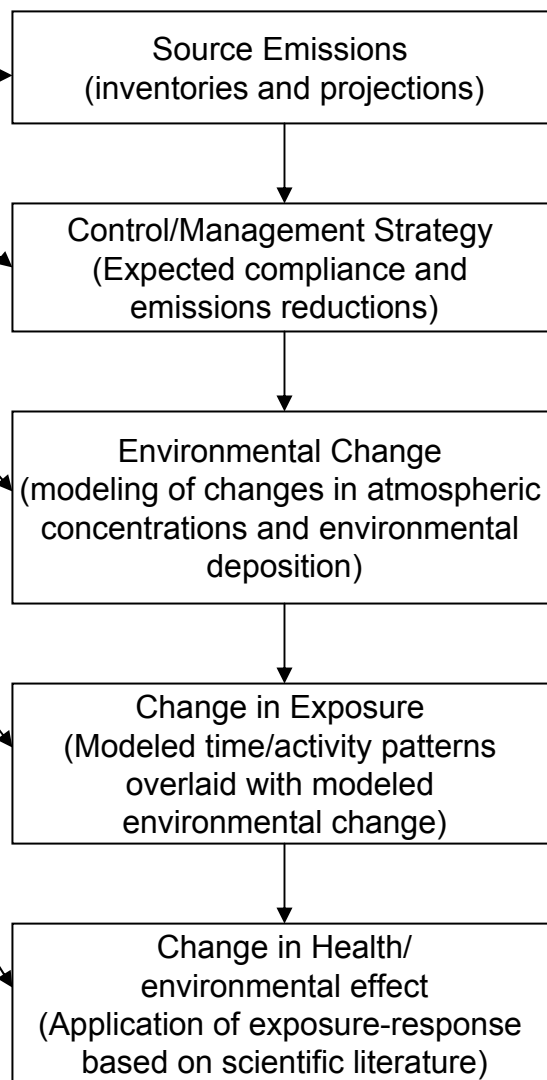 Source Emissions
(inventories and projections)
Control/Management Strategy
(Expected compliance and
emissions reductions)
Environmental Change
(modeling of changes in atmospheric
concentrations and environmental
deposition)
Change in Exposure
(Modeled time/activity patterns
overlaid with modeled
environmental change)
Change in Health/
environmental effect
(Application of exposure-response
based on scientific literature)